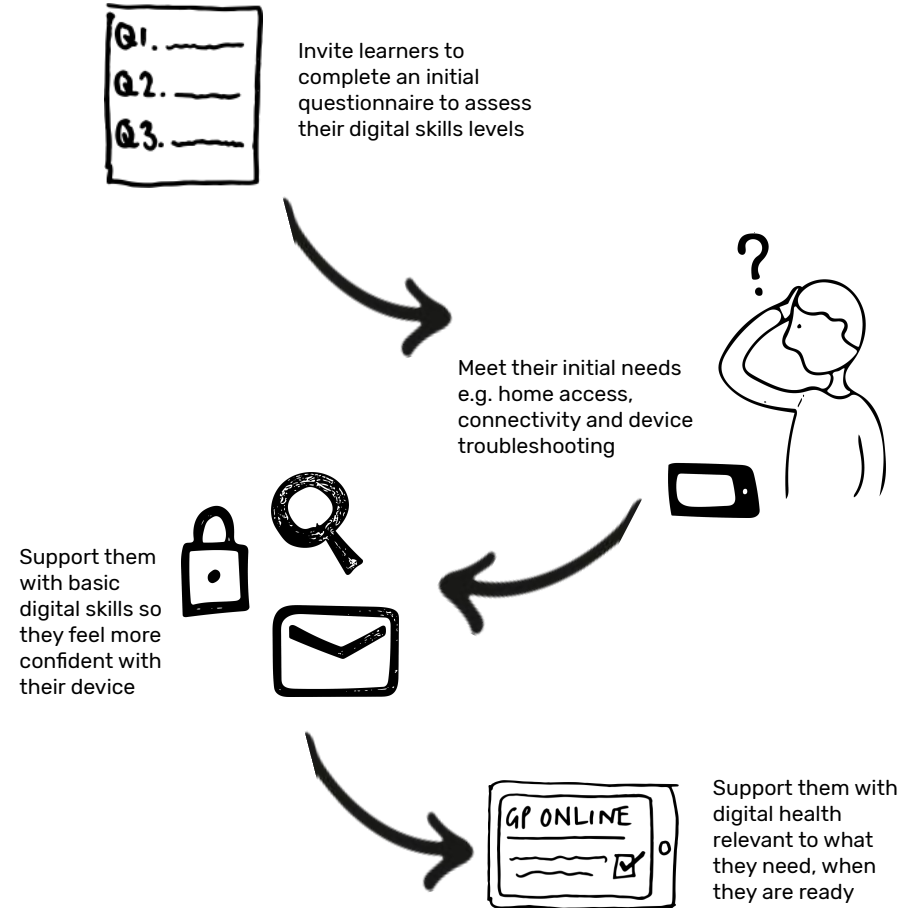 Q1.
Q2.
Q3.
Invite learners to
complete an initial
questionnaire to assess
their digital skills levels
?
Meet their initial needs
e.g. home access,
connectivity and device
troubleshooting
Support them
with basic
digital skills so
they feel more
confident with
their device
GP ONLINE
Support them with
digital health
relevant to what
they need, when
they are ready